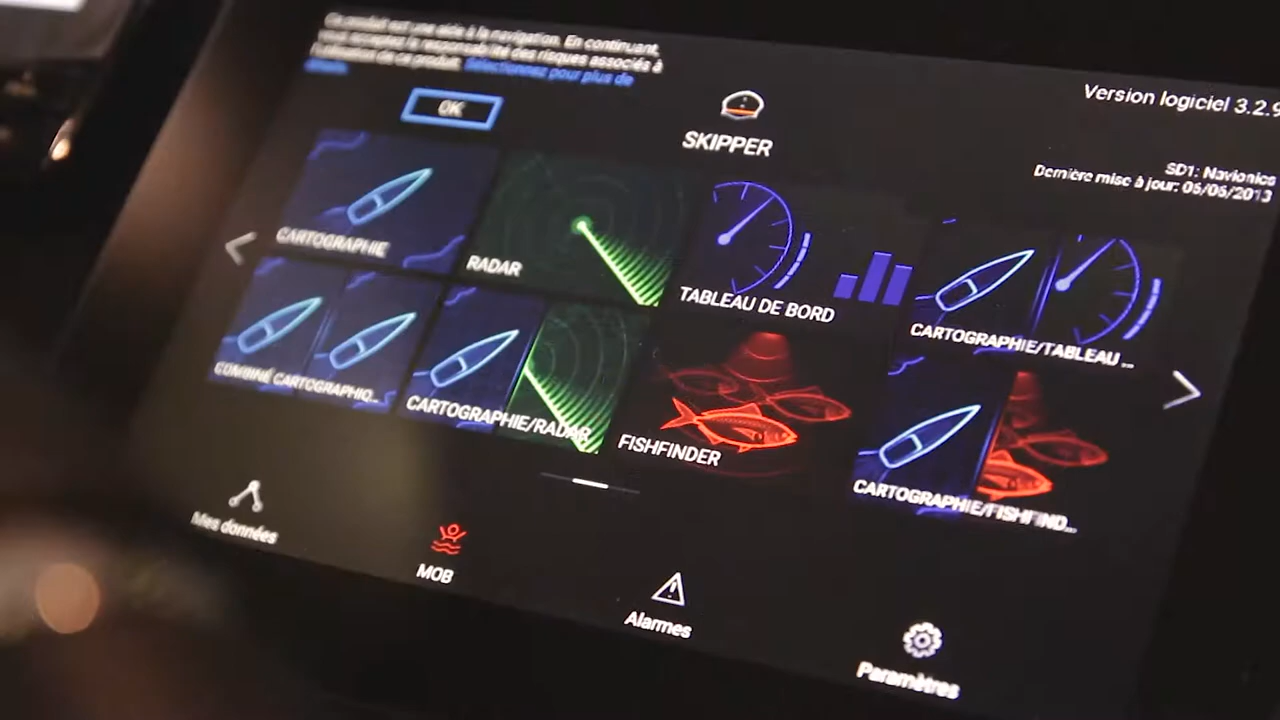 Ce produit est une aide à la navigation. En continuant,
vous acceptez la responsabilité des risques associés à
l'utilisation de ce produit. Sélectionnez pour plus de
détails.
OK
SKIPPER
Version logiciel 3.2.9
SD1: Navionics
Dernière mise à jour: 05/05/2013
CARTOGRAPHIE
RADAR
TABLEAU DE BORD
CARTOGRAPHIE/TABLEAU ...
COMBINÉ CARTOGRAPHIQ...
CARTOGRAPHIE/RADAR
FISHFINDER
CARTOGRAPHIE/FISHFIND...
Mes données
MOB
Alarmes
Paramètres